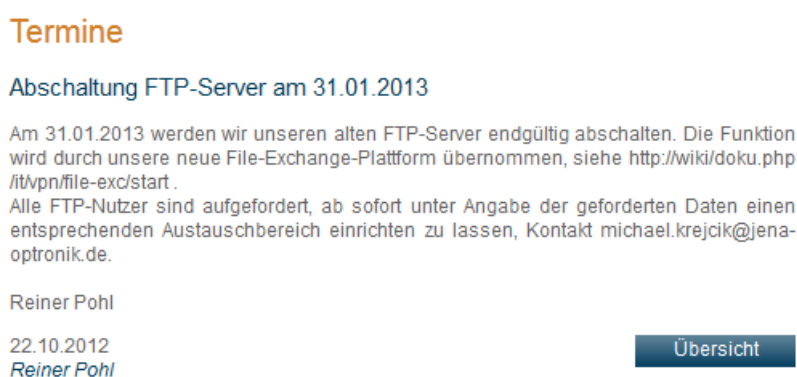 Termine
Abschaltung FTP-Server am 31.01.2013
Am 31.01.2013 werden wir unseren alten FTP-Server endgültig abschalten. Die Funktion
wird durch unsere neue File-Exchange-Plattform übernommen, siehe http://wiki/doku.php
/it/vpn/file-exc/start .
Alle FTP-Nutzer sind aufgefordert, ab sofort unter Angabe der geforderten Daten einen
entsprechenden Austauschbereich einrichten zu lassen, Kontakt michael.krejcik@jena-
optronik.de.
Reiner Pohl
22.10.2012
Übersicht
Reiner Pohl